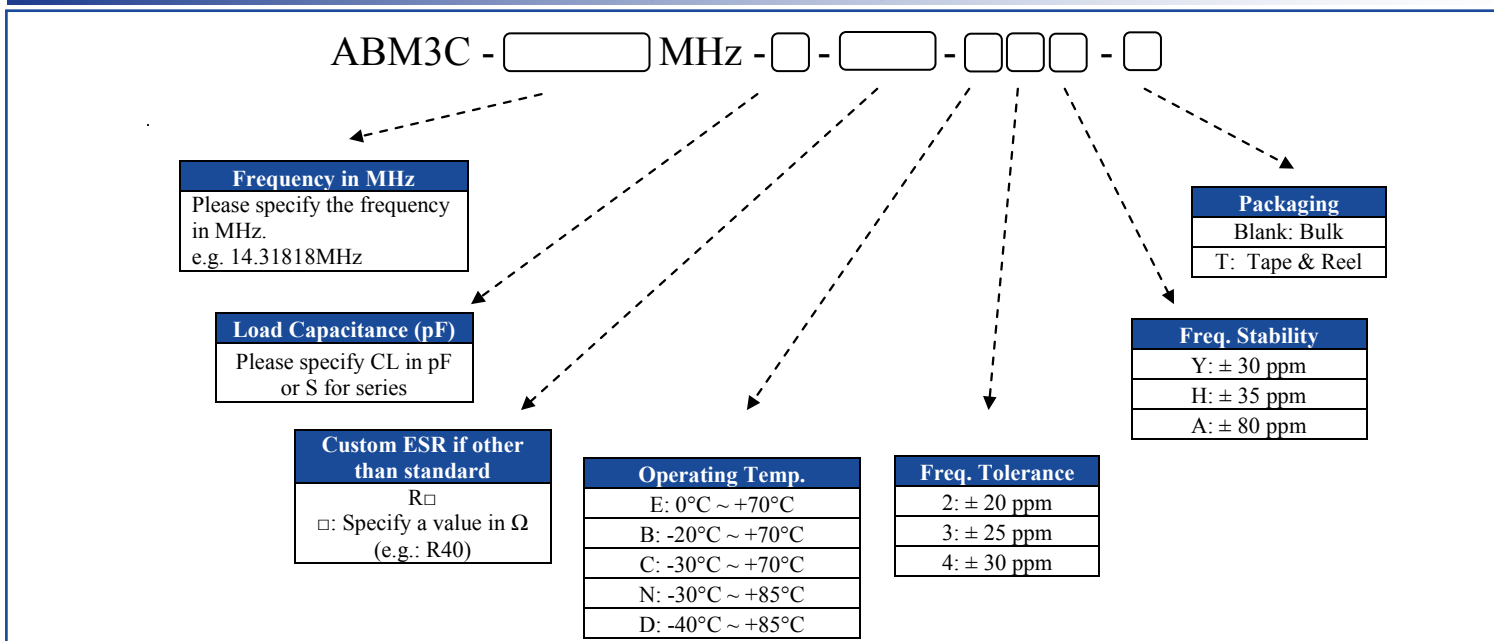 ABM3C - MHz - - - -
Frequency in MHz
Please specify the frequency
in MHz.
e.g. 14.31818MHz
Packaging
Blank: Bulk
T: Tape & Reel
Load Capacitance (pF)
Please specify CL in pF
or S for series
Freq. Stability
Y: ± 30 ppm
H: ± 35 ppm
A: ± 80 ppm
Custom ESR if other
than standard
R□
□: Specify a value in Ω
(e.g.: R40)
Operating Temp.
E: 0°C ~ +70°C
B: -20°C ~ +70°C
C: -30°C ~ +70°C
N: -30°C ~ +85°C
D: -40°C ~ +85°C
Freq. Tolerance
2: ± 20 ppm
3: ± 25 ppm
4: ± 30 ppm